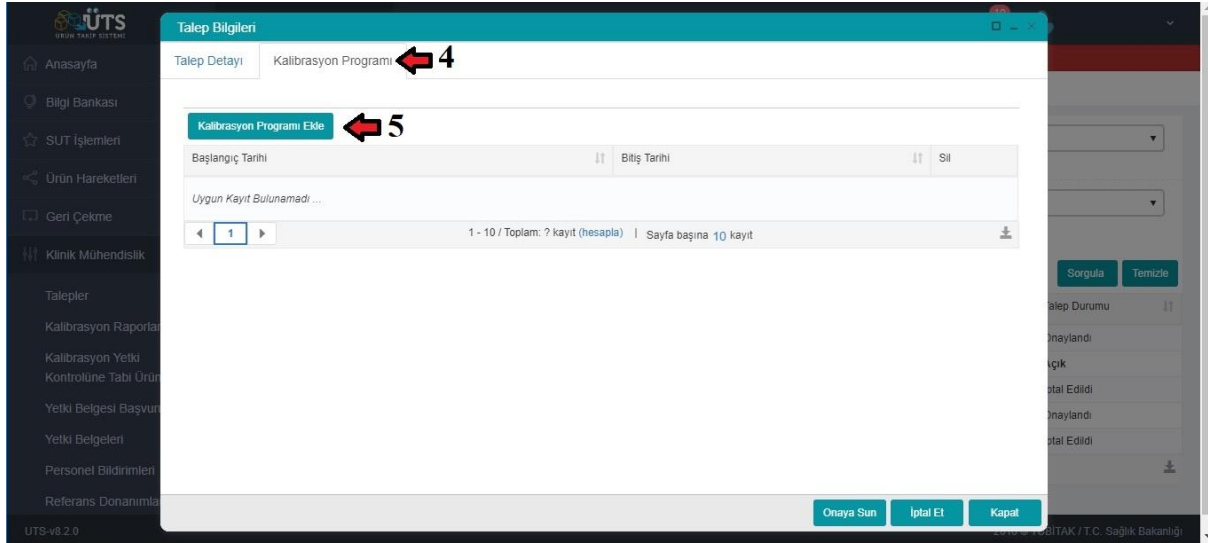 ÜTS
ÜRÜN TAKİP SİSTEMİ
Anasayfa
Bilgi Bankası
SUT İşlemleri
Ürün Hareketleri
Geri Çekme
Klinik Mühendislik
Talepler
Kalibrasyon Raporlar
Kalibrasyon Yetki
Kontrolüne Tabi Ürün
Yetki Belgesi Başvuru
Yetki Belgeleri
Personel Bildirimleri
Referans Donanımla
UTS-v8.2.0
Talep Bilgileri
Talep Detayı Kalibrasyon Programı 4
Kalibrasyon Programı Ekle 5
Başlangıç Tarihi Bitiş Tarihi Sil
Uygun Kayıt Bulunamadı ...
1 1 - 10 / Toplam: ? kayıt (hesapla) | Sayfa başına 10 kayıt
Onaya Sun İptal Et Kapat
Sorgula Temizle
alep Durumu
Onaylandı
Açık
ptal Edildi
Onaylandı
ptal Edildi
TÜBİTAK / T.C. Sağlık Bakanlığı